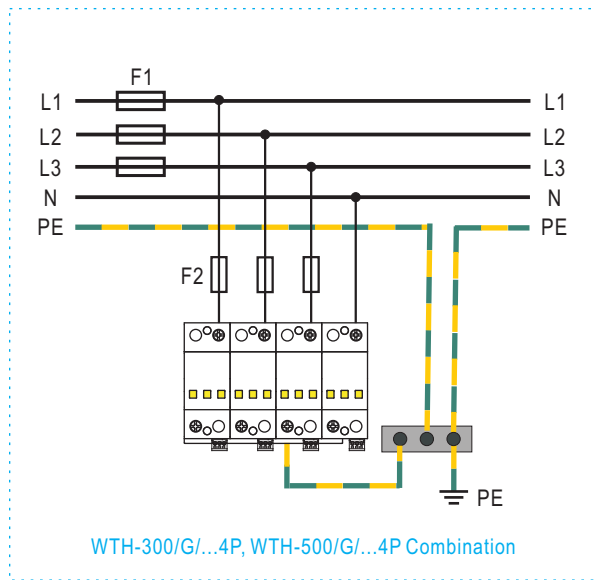 F1
L1 L1
L2 L2
L3 L3
N N
PE PE
F2
PE
WTH-300/G/...4P, WTH-500/G/...4P Combination